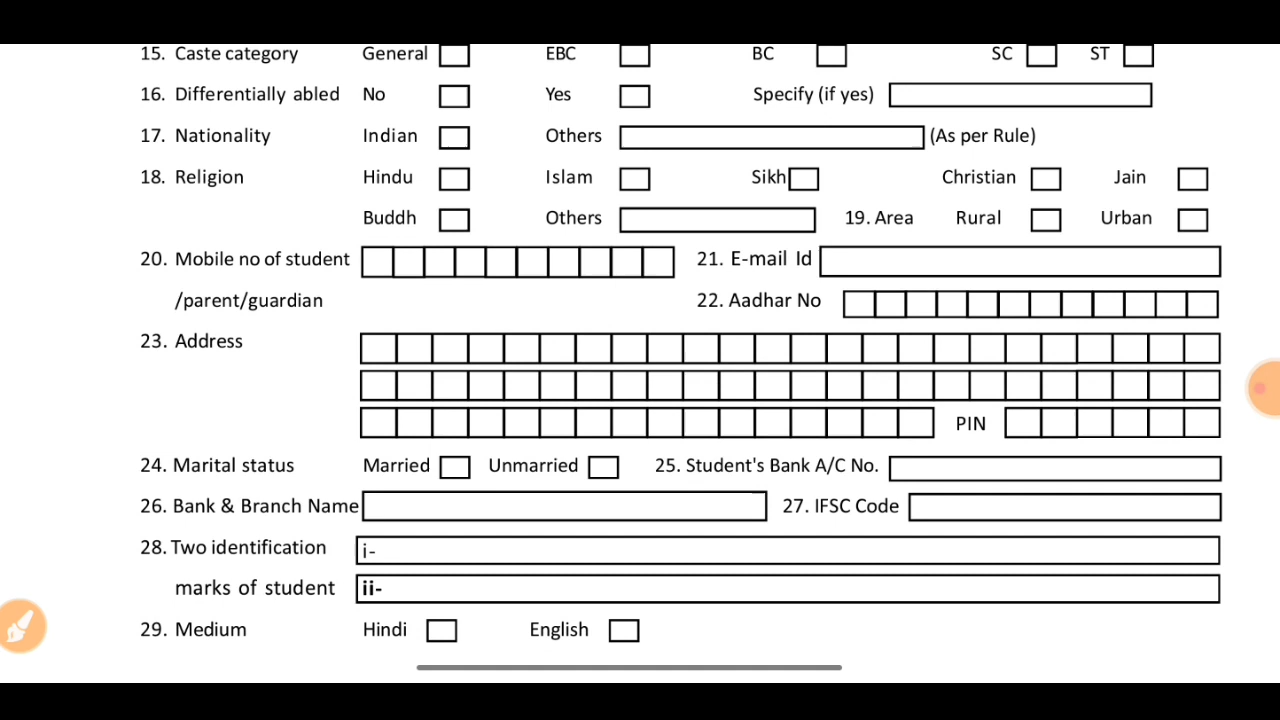 15. Caste category General EBC BC SC ST
16. Differentially abled No Yes Specify (if yes)
17. Nationality Indian Others (As per Rule)
18. Religion Hindu Islam Sikh Christian Jain
Buddh Others 19. Area Rural Urban
20. Mobile no of student 21. E-mail Id
/parent/guardian 22. Aadhar No
23. Address
PIN
24. Marital status Married Unmarried 25. Student's Bank A/C No.
26. Bank & Branch Name 27. IFSC Code
28. Two identification i-
marks of student ii-
29. Medium Hindi English